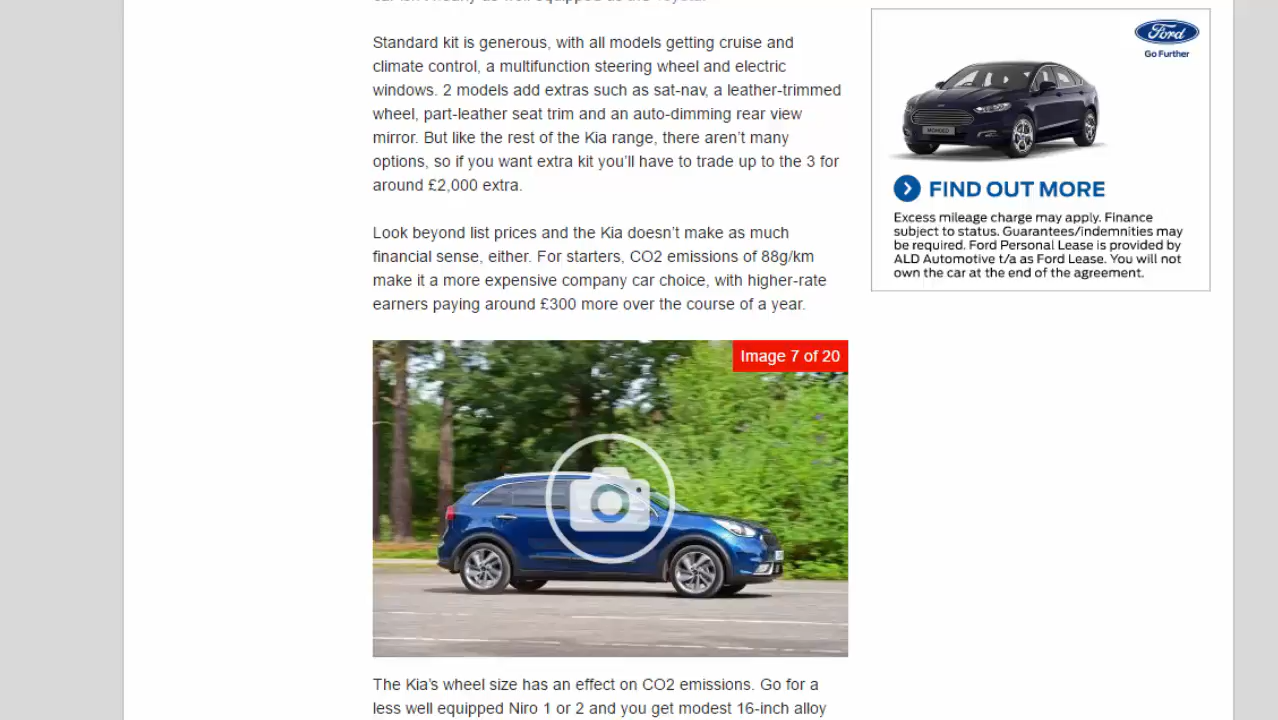 Standard kit is generous, with all models getting cruise and
climate control, a multifunction steering wheel and electric
windows. 2 models add extras such as sat-nav, a leather-trimmed
wheel, part-leather seat trim and an auto-dimming rear view
mirror. But like the rest of the Kia range, there aren't many
options, so if you want extra kit you'll have to trade up to the 3 for
around £2,000 extra.
Look beyond list prices and the Kia doesn't make as much
financial sense, either. For starters, CO2 emissions of 88g/km
make it a more expensive company car choice, with higher-rate
earners paying around £300 more over the course of a year.
Image 7 of 20
The Kia's wheel size has an effect on CO2 emissions. Go for a
less well equipped Niro 1 or 2 and you get modest 16-inch alloy
Ford
Go Further
MONDEO
FIND OUT MORE
Excess mileage charge may apply. Finance
subject to status. Guarantees/indemnities may
be required. Ford Personal Lease is provided by
ALD Automotive t/a as Ford Lease. You will not
own the car at the end of the agreement.